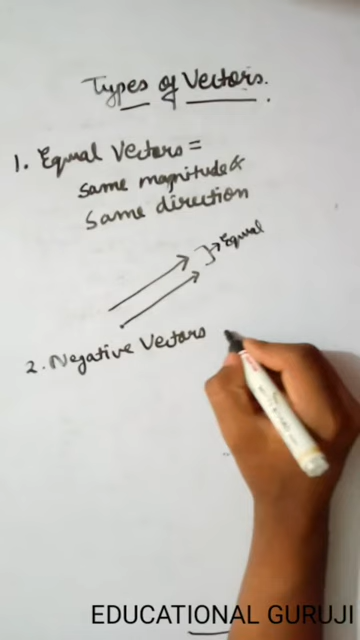 Types of Vectors.
1. Equal Vectors =
same magnitude &
same direction
→ Equal
2. Negative Vectors
EDUCATIONAL GURUJI